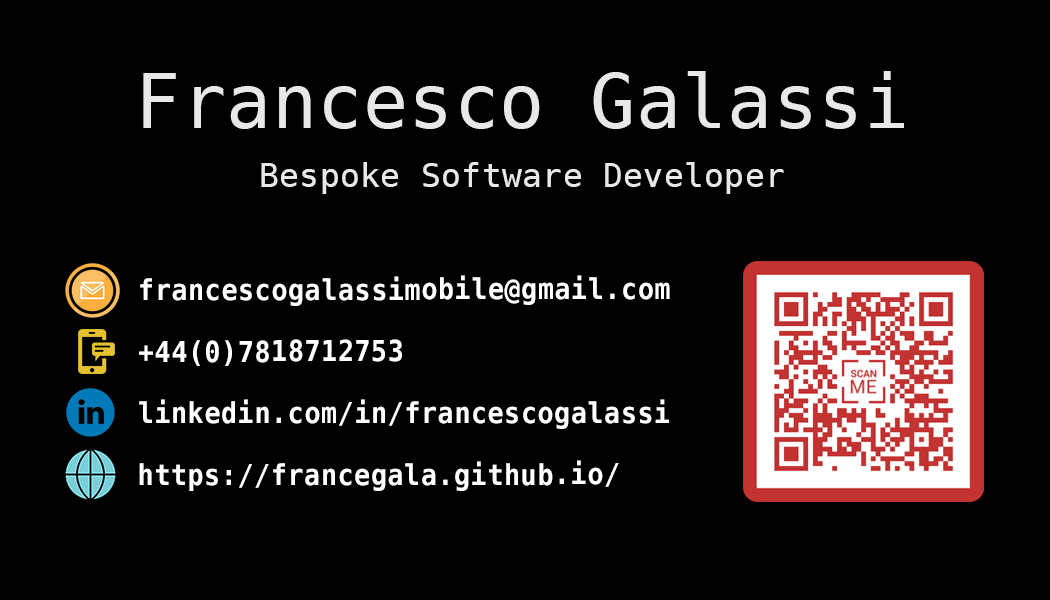 Francesco Galassi
Bespoke Software Developer
francescogalassimobile@gmail.com
+44(0)7818712753
in linkedin.com/in/francescogalassi
https://francegala.github.io/
SCAN
ME